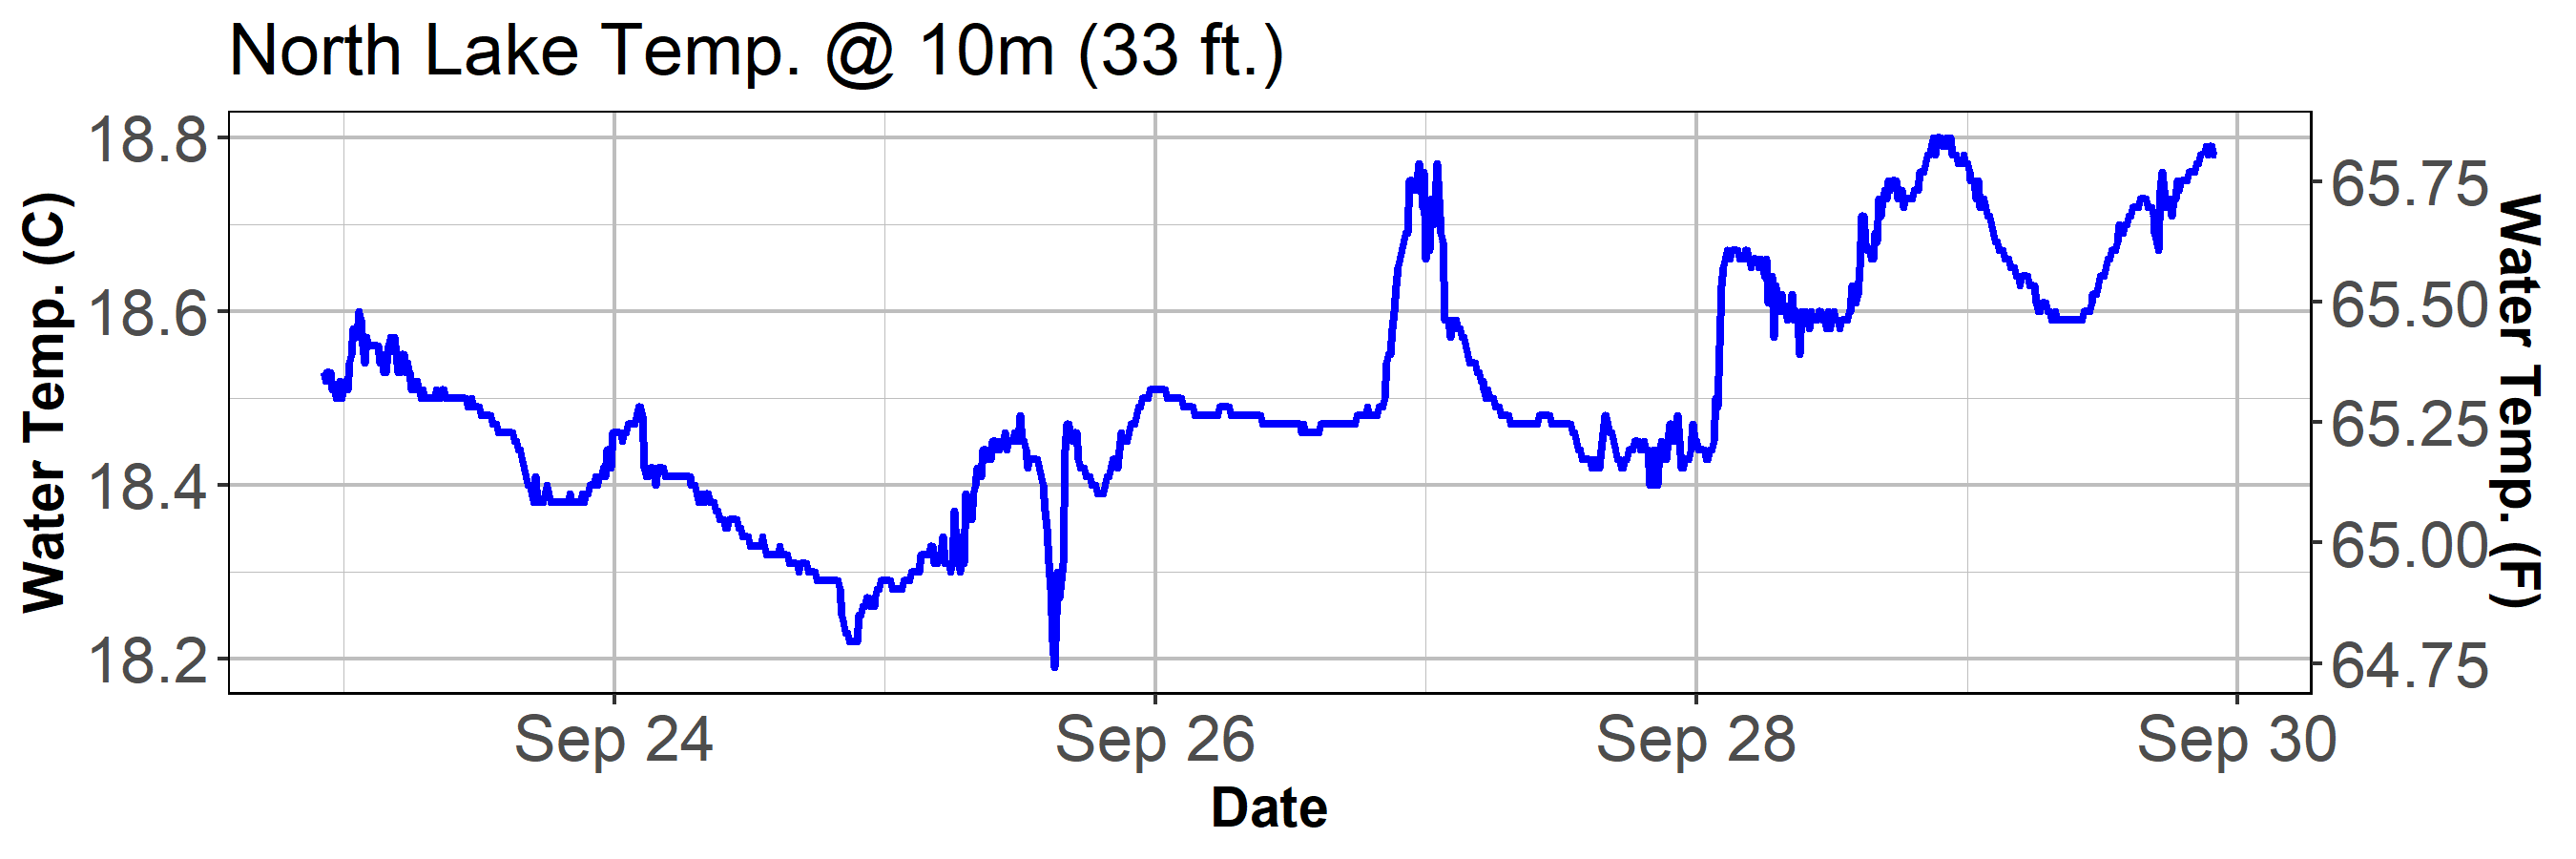 North Lake Temp. @ 10m (33 ft.)
Water Temp. (C)
18.8
18.6
18.4
18.2
65.75
65.50
65.25
65.00
64.75
Water Temp. (F)
Sep 24 Sep 26 Sep 28 Sep 30
Date